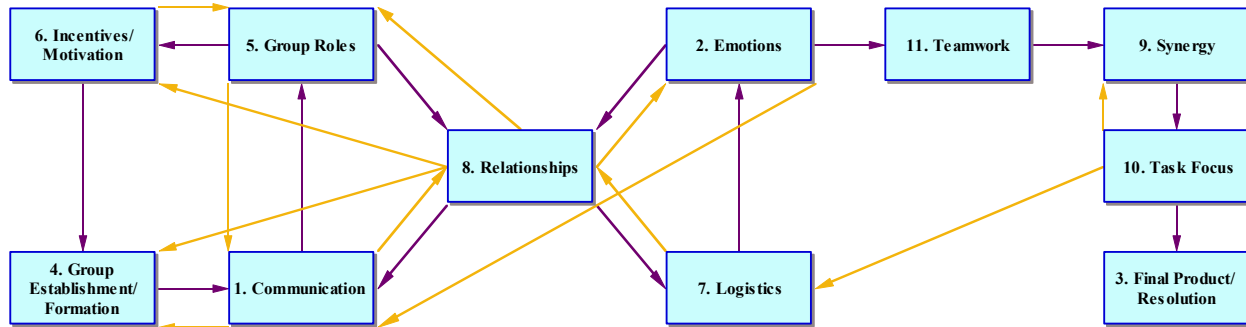 6. Incentives/
Motivation
5. Group Roles
2. Emotions
11. Teamwork
9. Synergy
8. Relationships
10. Task Focus
4. Group
Establishment/
Formation
1. Communication
7. Logistics
3. Final Product/
Resolution